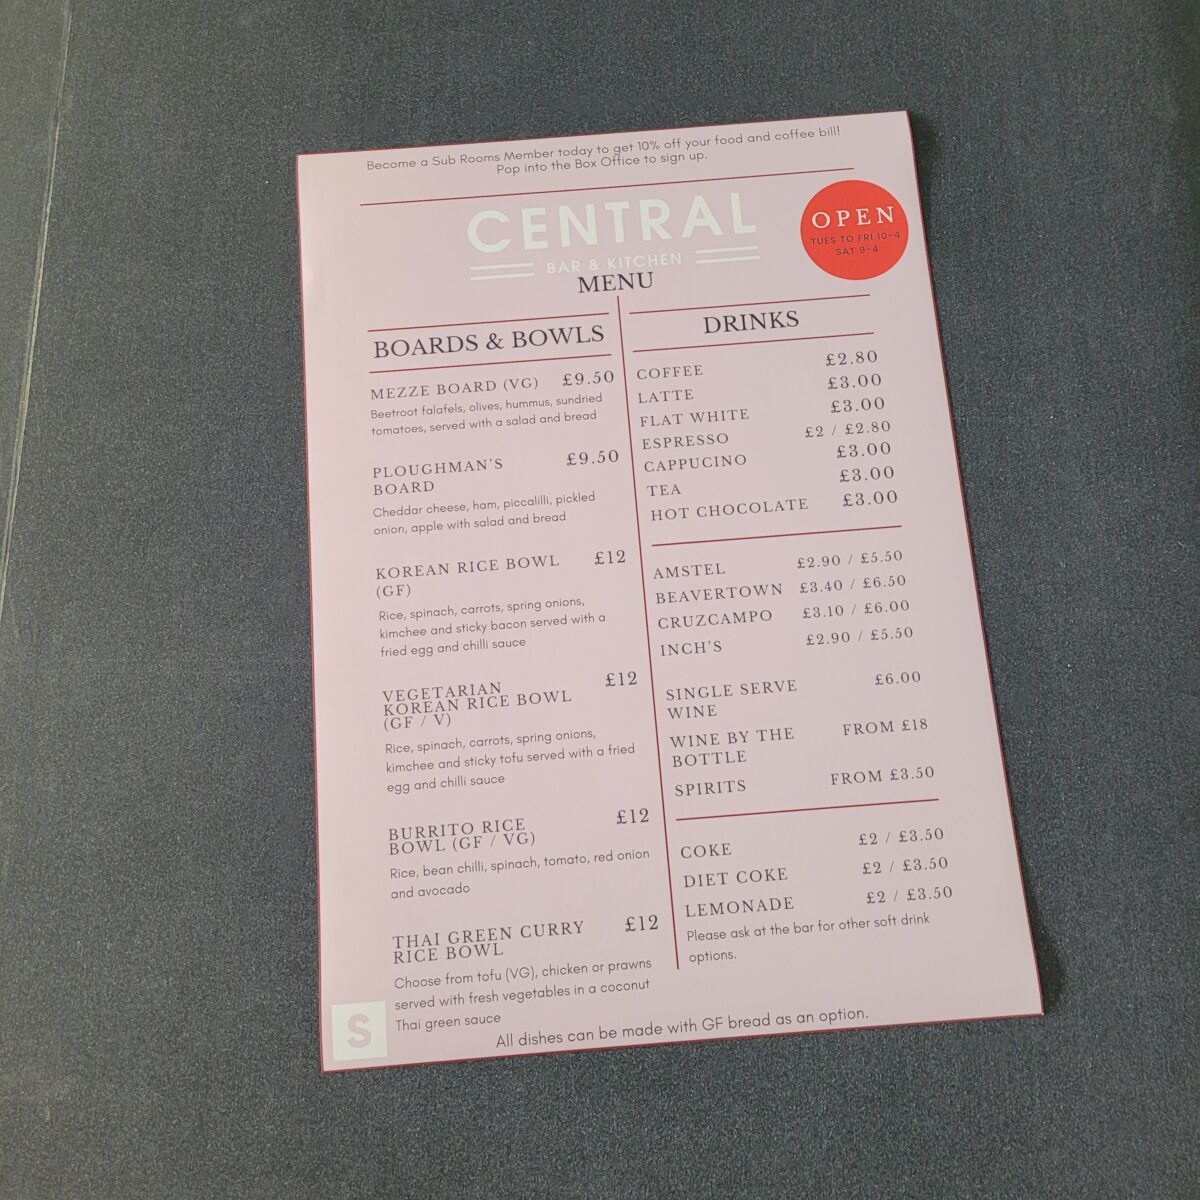 Become a Sub Rooms Member today to get 10% off your food and coffee bill!
Pop into the Box Office to sign up.
CENTRAL
BAR & KITCHEN
MENU
OPEN
TUES TO FRI 10-4
SAT 9-4
BOARDS & BOWLS
MEZZE BOARD (VG) £9.50
Beetroot falafels, olives, hummus, sundried
tomatoes, served with a salad and bread
PLOUGHMAN'S £9.50
BOARD
Cheddar cheese, ham, piccalilli, pickled
onion, apple with salad and bread
KOREAN RICE BOWL £12
(GF)
Rice, spinach, carrots, spring onions,
kimchee and sticky bacon served with a
fried egg and chilli sauce
VEGETARIAN £12
KOREAN RICE BOWL
(GF / V)
Rice, spinach, carrots, spring onions,
kimchee and sticky tofu served with a fried
egg and chilli sauce
BURRITO RICE £12
BOWL (GF / VG)
Rice, bean chilli, spinach, tomato, red onion
and avocado
THAI GREEN CURRY £12
RICE BOWL
Choose from tofu (VG), chicken or prawns
served with fresh vegetables in a coconut
Thai green sauce
DRINKS
COFFEE £2.80
LATTE £3.00
FLAT WHITE £3.00
ESPRESSO £2 / £2.80
CAPPUCINO £3.00
TEA £3.00
HOT CHOCOLATE £3.00
AMSTEL £2.90 / £5.50
BEAVERTOWN £3.40 / £6.50
CRUZCAMPO £3.10 / £6.00
INCH'S £2.90 / £5.50
SINGLE SERVE £6.00
WINE
WINE BY THE FROM £18
BOTTLE
SPIRITS FROM £3.50
COKE £2 / £3.50
DIET COKE £2 / £3.50
LEMONADE £2 / £3.50
Please ask at the bar for other soft drink
options.
S
All dishes can be made with GF bread as an option.